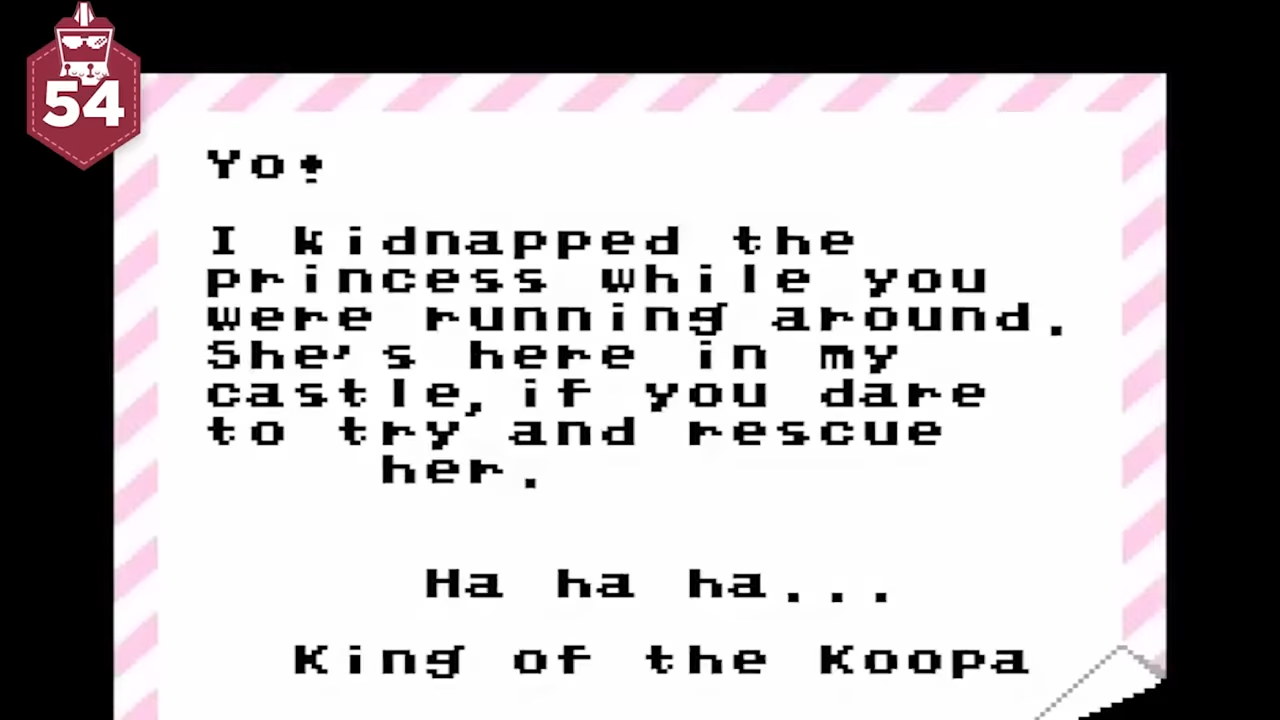 54
Yo!
I kidnapped the
princess while you
were running around.
She's here in my
castle, if you dare
to try and rescue
her.
Ha ha ha...
King of the Koopa